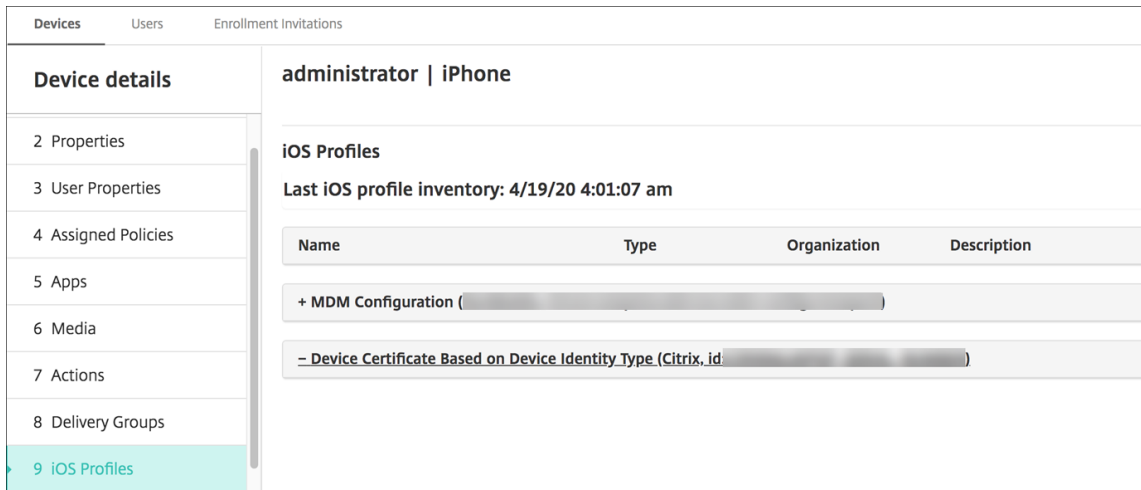 Devices Users Enrollment Invitations
Device details
2 Properties
3 User Properties
4 Assigned Policies
5 Apps
6 Media
7 Actions
8 Delivery Groups
9 iOS Profiles
administrator | iPhone
iOS Profiles
Last iOS profile inventory: 4/19/20 4:01:07 am
Name Type Organization Description
+ MDM Configuration ( )
– Device Certificate Based on Device Identity Type (Citrix, id: )